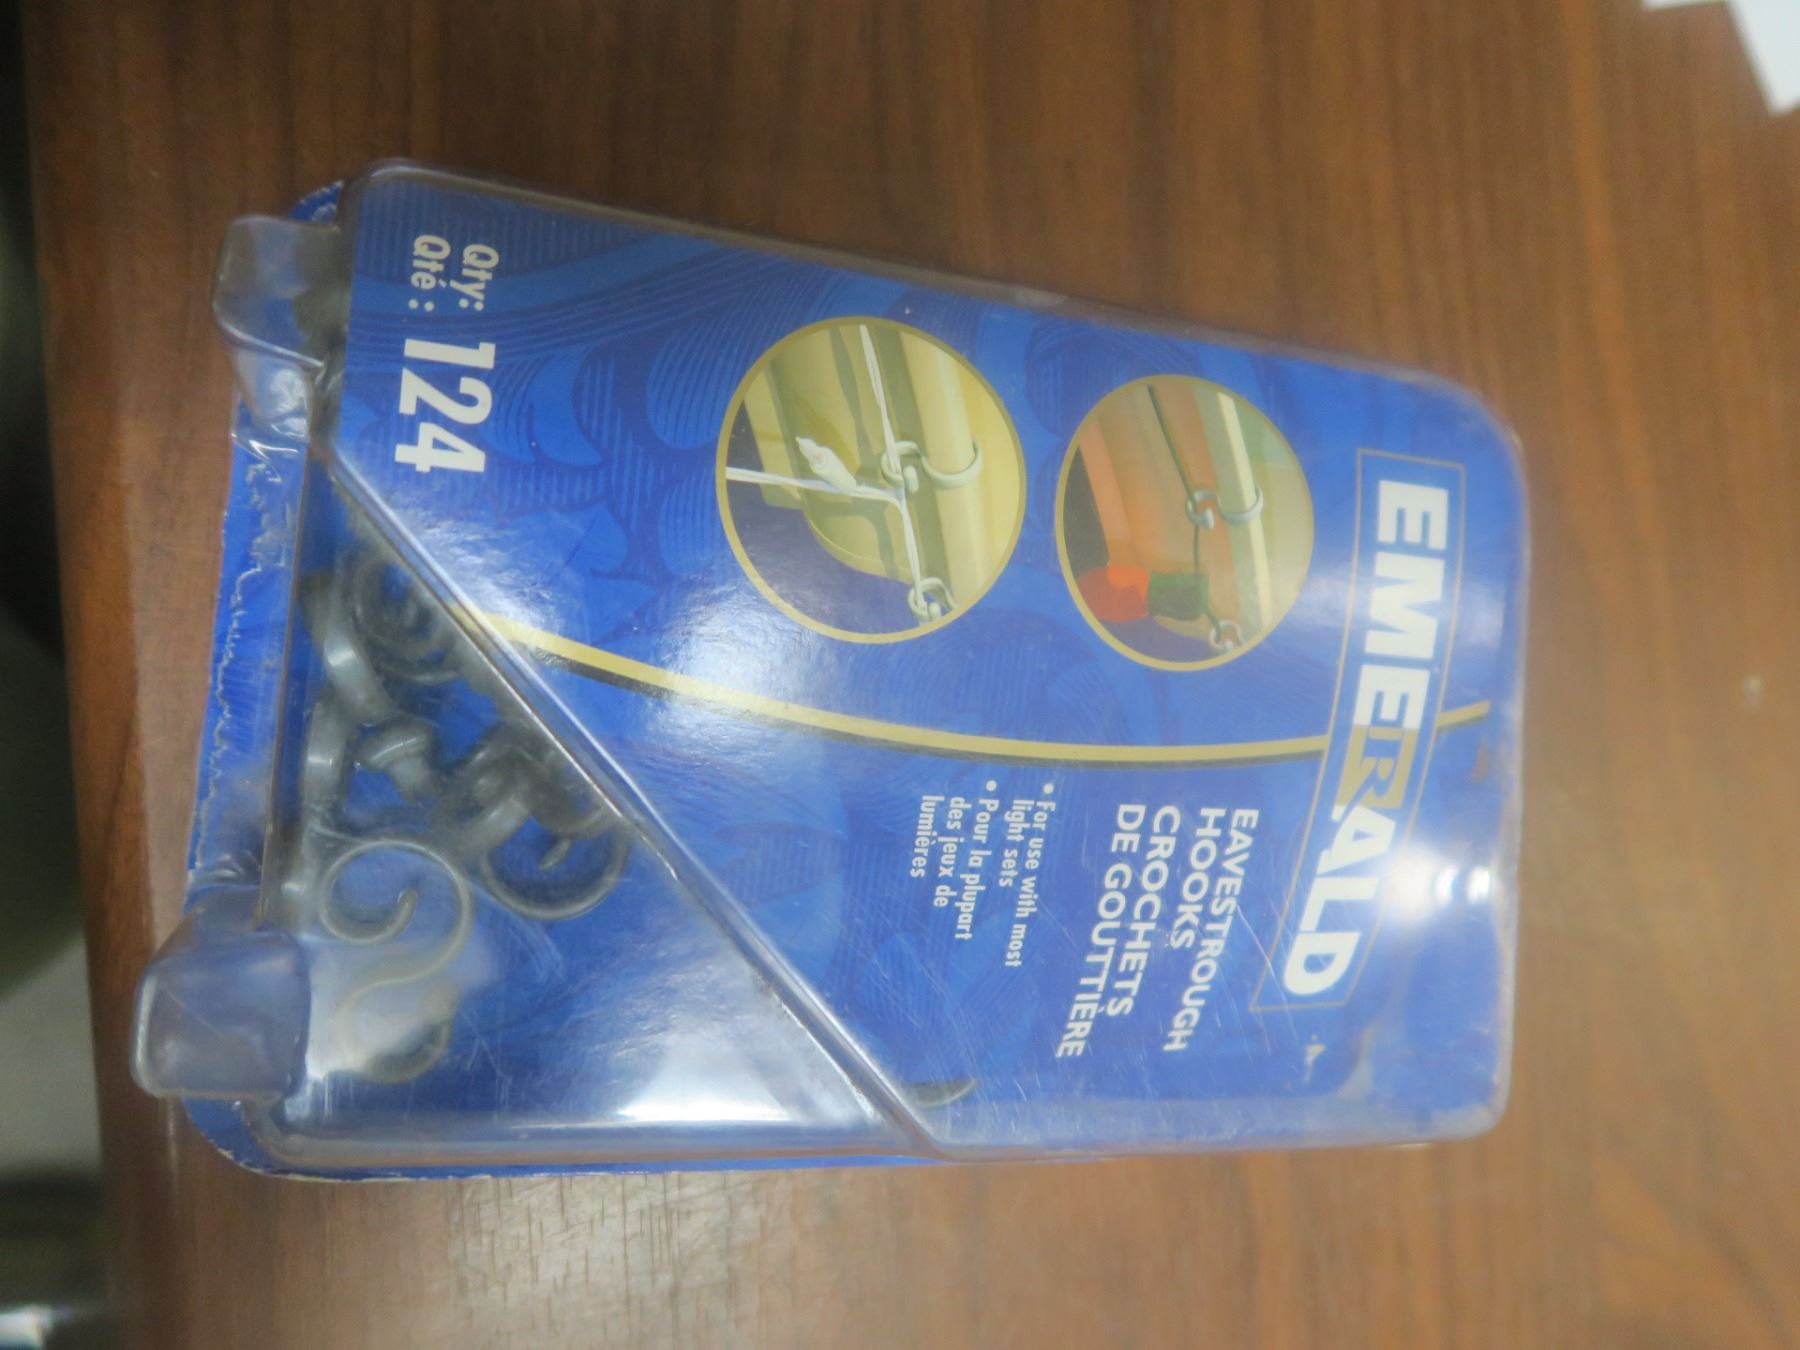 EMERALD
EAVESTROUGH
HOOKS
CROCHETS
DE GOUTTIÈRE
• For use with most
light sets
• Pour la plupart
des jeux de
lumières
Qty:
Qté :
124